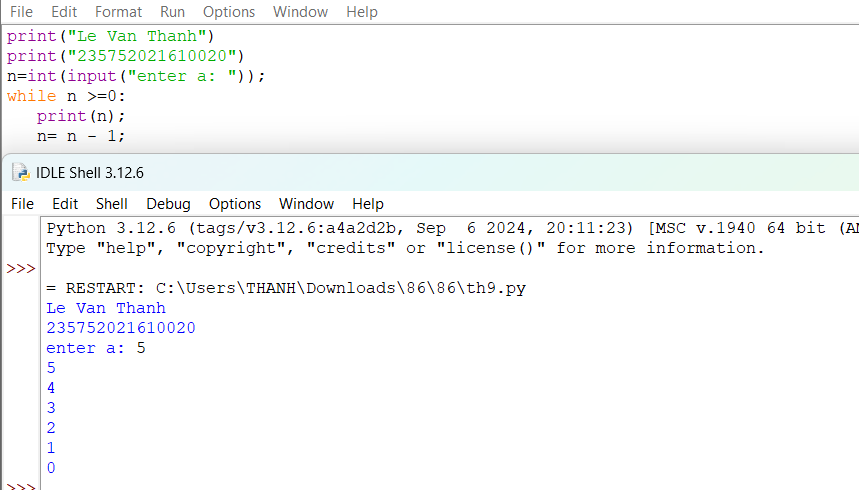 File Edit Format Run Options Window Help
print("Le Van Thanh")
print("235752021610020")
n=int(input("enter a: "));
while n >=0:
   print(n);
   n= n - 1;
IDLE Shell 3.12.6
File Edit Shell Debug Options Window Help
Python 3.12.6 (tags/v3.12.6:a4a2d2b, Sep  6 2024, 20:11:23) [MSC v.1940 64 bit (
Type "help", "copyright", "credits" or "license()" for more information.
>>>
= RESTART: C:\Users\THANH\Downloads\86\86\th9.py
Le Van Thanh
235752021610020
enter a: 5
5
4
3
2
1
0
>>>